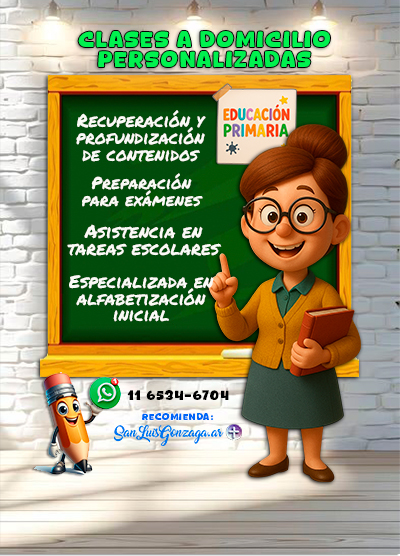 CLASES A DOMICILIO
PERSONALIZADAS
EDUCACIÓN
PRIMARIA
RECUPERACIÓN Y
PROFUNDIZACIÓN
DE CONTENIDOS
PREPARACIÓN
PARA EXÁMENES
ASISTENCIA EN
TAREAS ESCOLARES
ESPECIALIZADA EN
ALFABETIZACIÓN
INICIAL
11 6534-6704
RECOMIENDA:
SanLuisGonzaga.ar